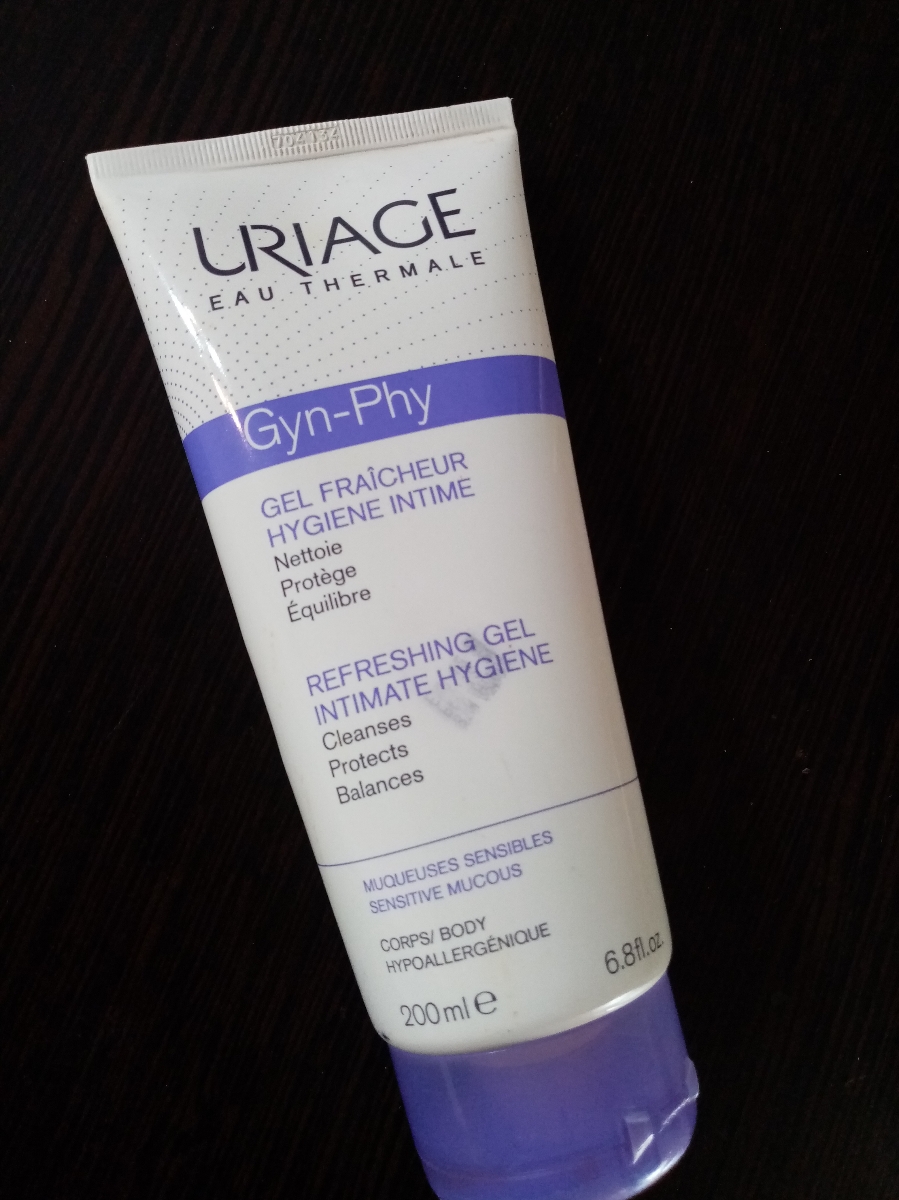 704134
URIAGE
EAU THERMALE
Gyn-Phy
GEL FRAÎCHEUR
HYGIENE INTIME
Nettoie
Protège
Équilibre
REFRESHING GEL
INTIMATE HYGIENE
Cleanses
Protects
Balances
MUQUEUSES SENSIBLES
SENSITIVE MUCOUS
CORPS/ BODY
HYPOALLERGÉNIQUE
200ml e 6.8fl.oz.